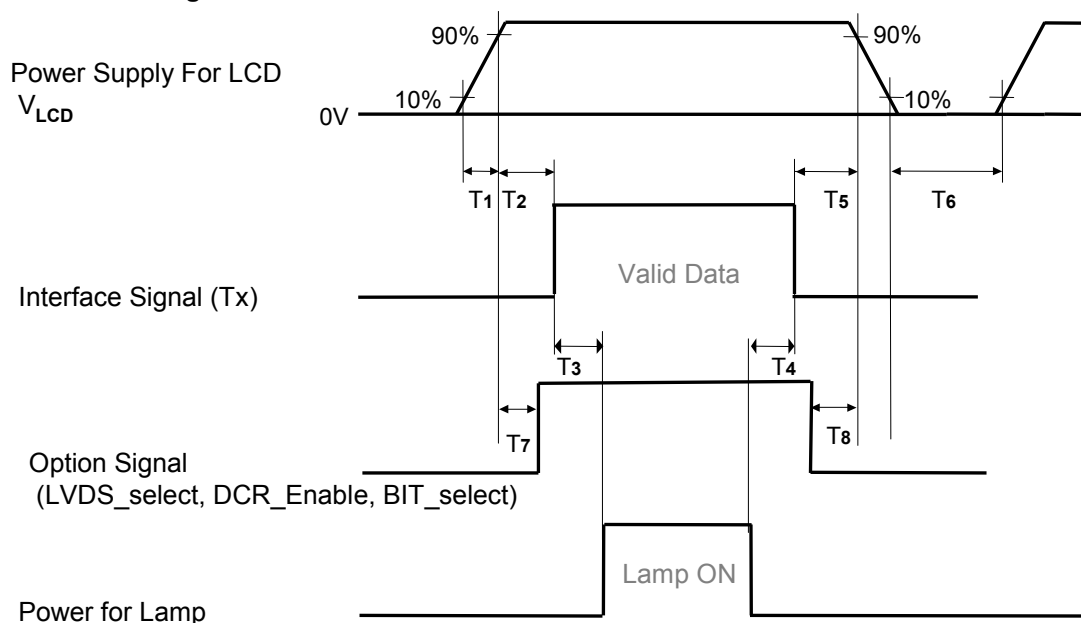 90%
90%
Power Supply For LCD
VLCD
10%
10%
0V
T1 T2 T5 T6
Valid Data
Interface Signal (Tx)
T3 T4
T7 T8
Option Signal
(LVDS_select, DCR_Enable, BIT_select)
Lamp ON
Power for Lamp